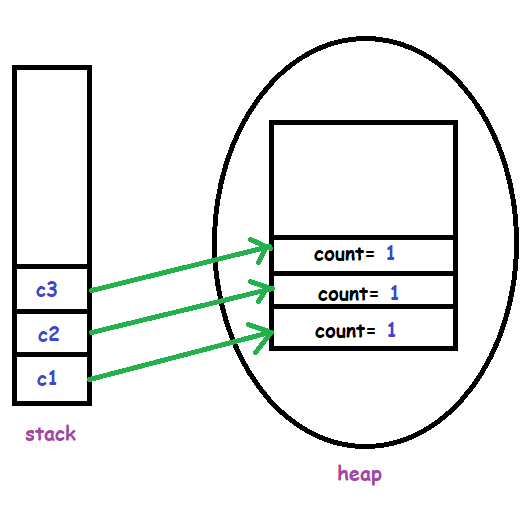 c3
c2
c1
stack
count= 1
count= 1
count= 1
heap